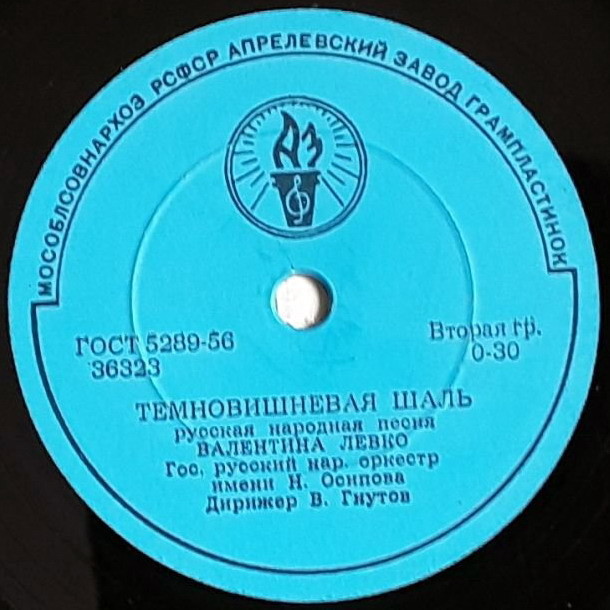 МОСОБЛСОВНАРХОЗ РСФСР АПРЕЛЕВСКИЙ ЗАВОД ГРАМПЛАСТИНОК
АЗ
ГОСТ 5289-56
36323
Вторая гр.
0-30
ТЕМНОВИШНЕВАЯ ШАЛЬ
русская народная песня
ВАЛЕНТИНА ЛЕВКО
Гос. русский нар. оркестр
имени Н. Осипова
Дирижер В. Гнутов